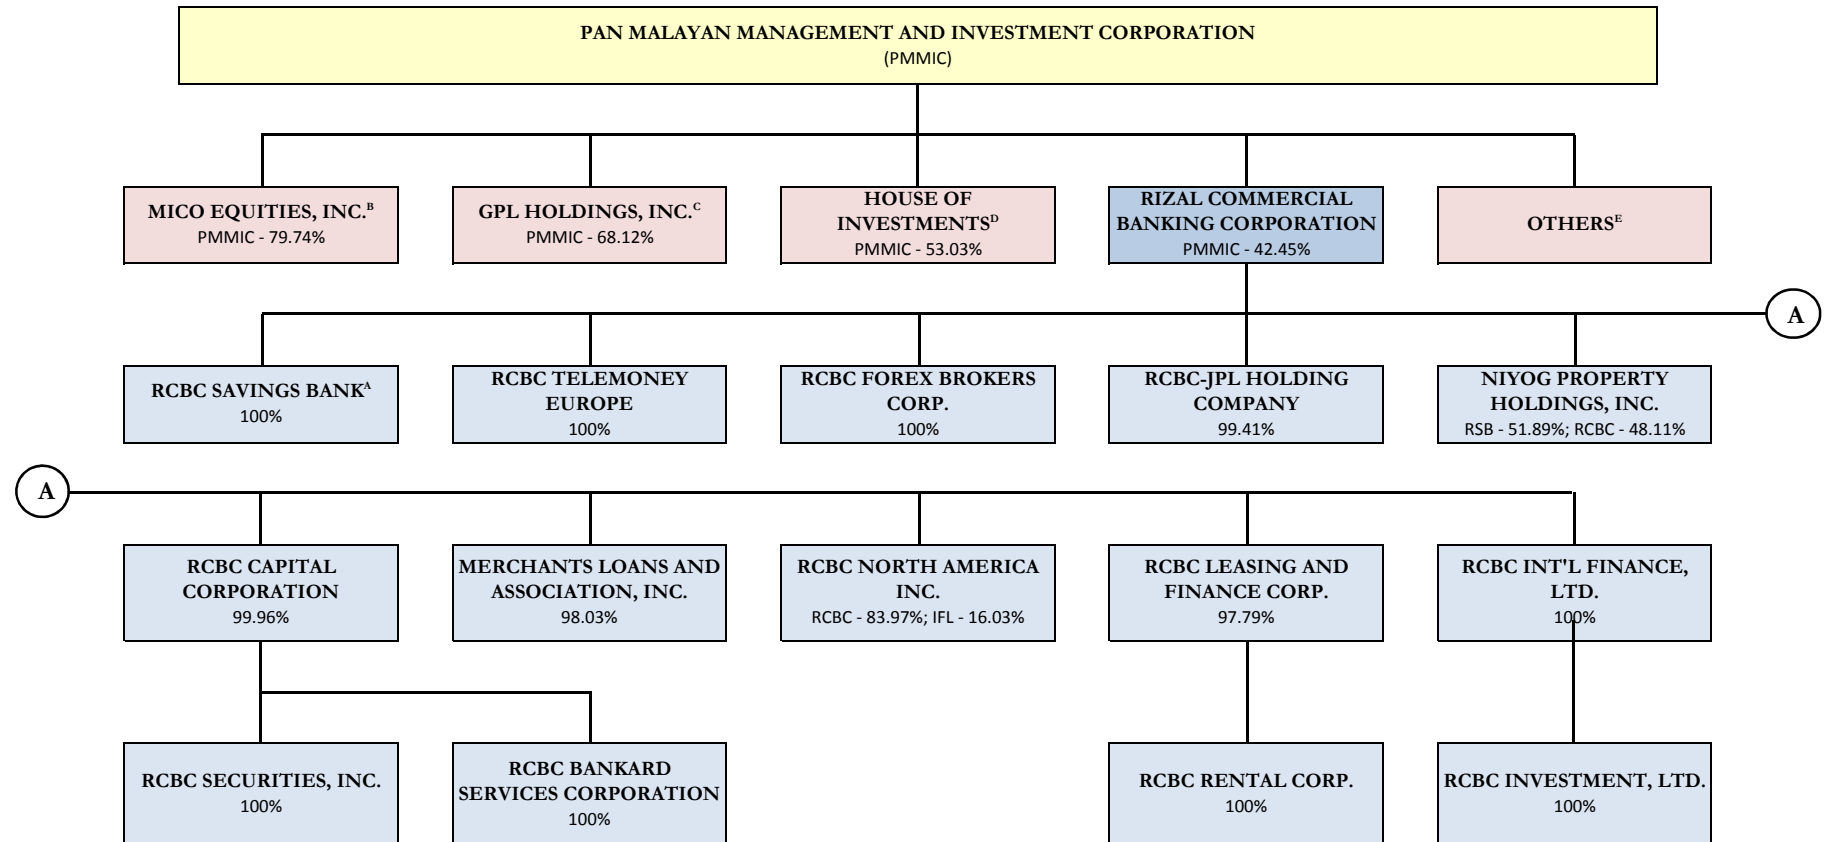 PAN MALAYAN MANAGEMENT AND INVESTMENT CORPORATION
(PMMIC)
MICO EQUITIES, INC.ᴮ
PMMIC - 79.74%
GPL HOLDINGS, INC.ᶜ
PMMIC - 68.12%
HOUSE OF
INVESTMENTSᴰ
PMMIC - 53.03%
RIZAL COMMERCIAL
BANKING CORPORATION
PMMIC - 42.45%
OTHERSᴱ
A
RCBC SAVINGS BANKᴬ
100%
RCBC TELEMONEY
EUROPE
100%
RCBC FOREX BROKERS
CORP.
100%
RCBC-JPL HOLDING
COMPANY
99.41%
NIYOG PROPERTY
HOLDINGS, INC.
RSB - 51.89%; RCBC - 48.11%
A
RCBC CAPITAL
CORPORATION
99.96%
MERCHANTS LOANS AND
ASSOCIATION, INC.
98.03%
RCBC NORTH AMERICA
INC.
RCBC - 83.97%; IFL - 16.03%
RCBC LEASING AND
FINANCE CORP.
97.79%
RCBC INT'L FINANCE,
LTD.
100%
RCBC SECURITIES, INC.
100%
RCBC BANKARD
SERVICES CORPORATION
100%
RCBC RENTAL CORP.
100%
RCBC INVESTMENT, LTD.
100%